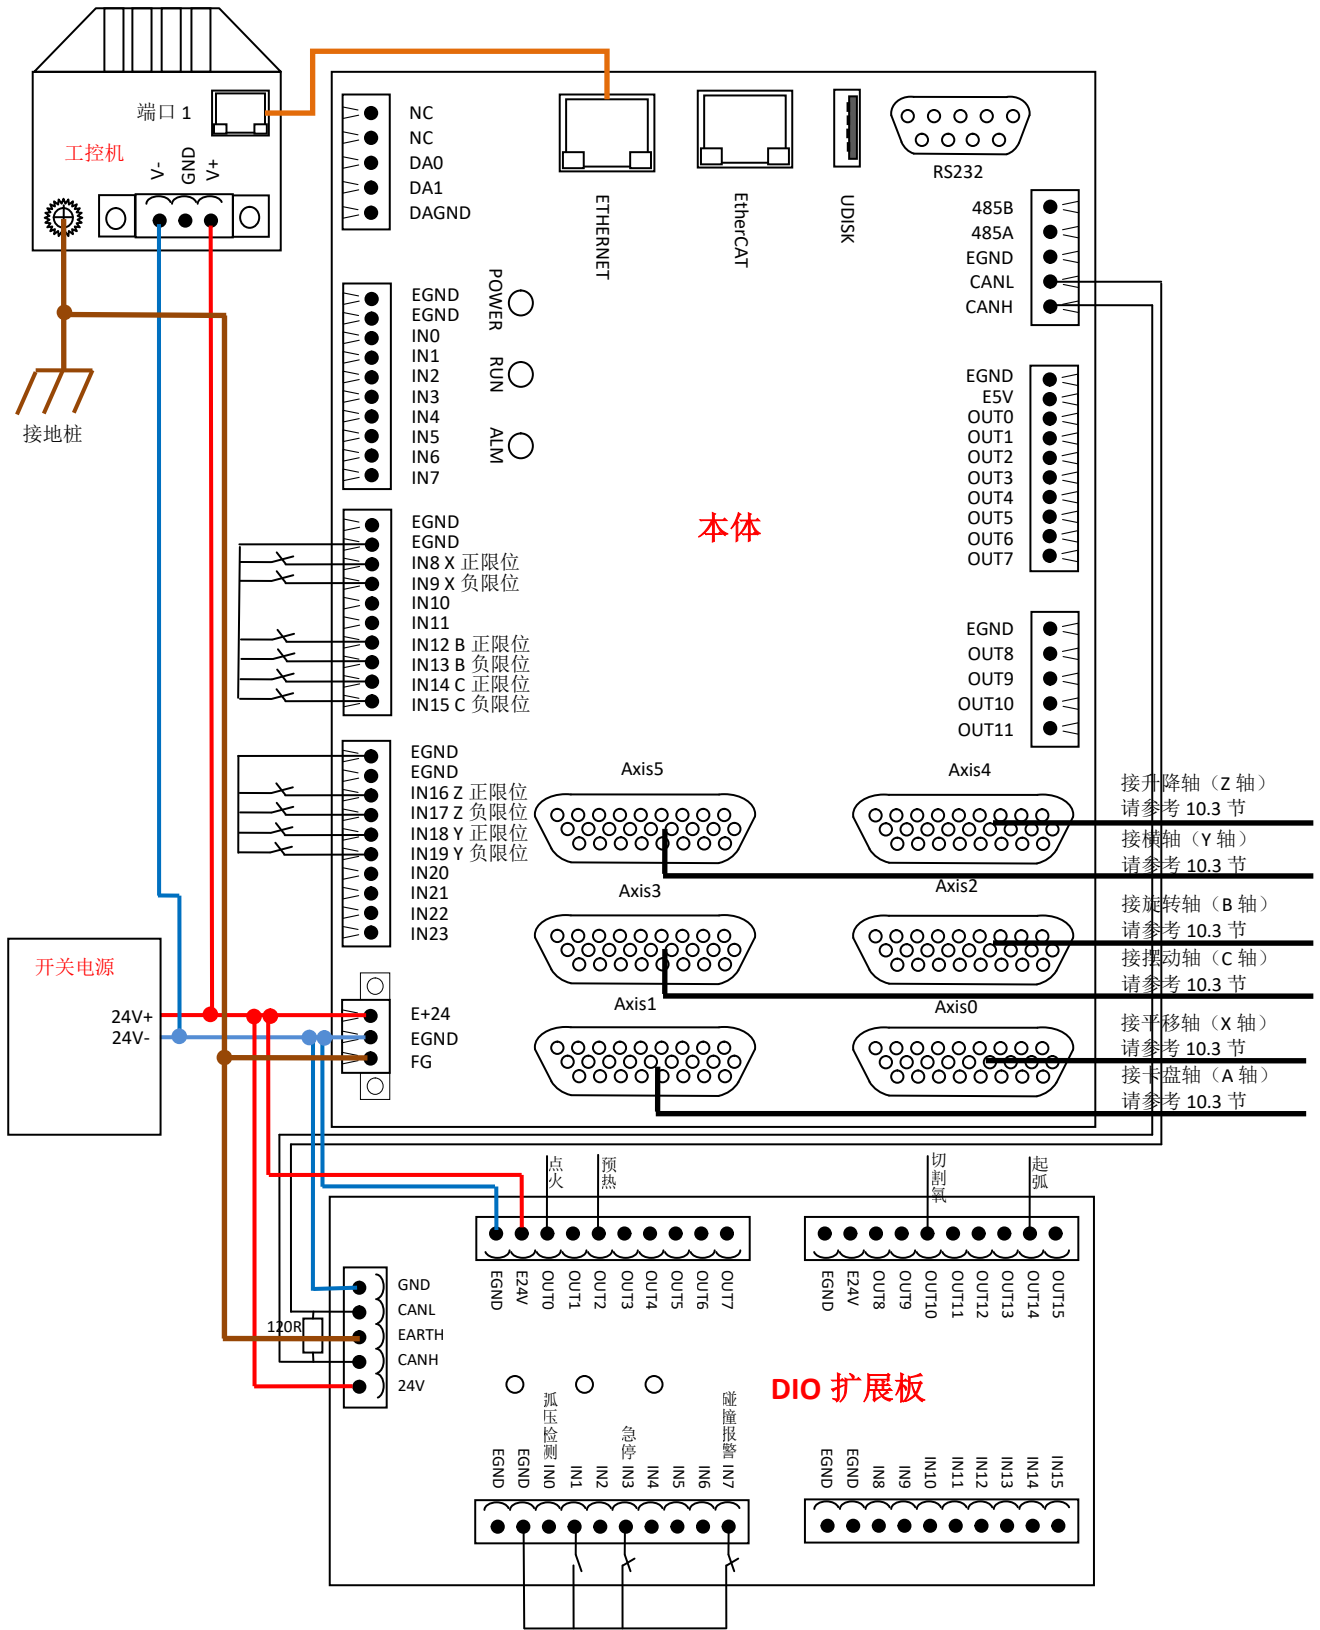 端口 1
工控机
V-
GND
V+
接地桩
NC
NC
DA0
DA1
DAGND
ETHERNET
EtherCAT
UDISK
RS232
485B
485A
EGND
CANL
CANH
EGND
EGND
IN0
IN1
IN2
IN3
IN4
IN5
IN6
IN7
POWER
RUN
ALM
EGND
E5V
OUT0
OUT1
OUT2
OUT3
OUT4
OUT5
OUT6
OUT7
本体
EGND
EGND
IN8 X 正限位
IN9 X 负限位
IN10
IN11
IN12 B 正限位
IN13 B 负限位
IN14 C 正限位
IN15 C 负限位
EGND
OUT8
OUT9
OUT10
OUT11
EGND
EGND
IN16 Z 正限位
IN17 Z 负限位
IN18 Y 正限位
IN19 Y 负限位
IN20
IN21
IN22
IN23
Axis5
Axis4
Axis3
Axis2
Axis1
Axis0
接升降轴（Z 轴）
请参考 10.3 节
接横轴（Y 轴）
请参考 10.3 节
接旋转轴（B 轴）
请参考 10.3 节
接摆动轴（C 轴）
请参考 10.3 节
接平移轴（X 轴）
请参考 10.3 节
接卡盘轴（A 轴）
请参考 10.3 节
开关电源
24V+
24V-
E+24
EGND
FG
点火
预热
切割氧
起弧
EGND
E24V
OUT0
OUT1
OUT2
OUT3
OUT4
OUT5
OUT6
OUT7
EGND
E24V
OUT8
OUT9
OUT10
OUT11
OUT12
OUT13
OUT14
OUT15
GND
CANL
EARTH
CANH
24V
120R
DIO 扩展板
弧压检测
急停
碰撞报警
EGND
EGND
IN0
IN1
IN2
IN3
IN4
IN5
IN6
IN7
EGND
EGND
IN8
IN9
IN10
IN11
IN12
IN13
IN14
IN15